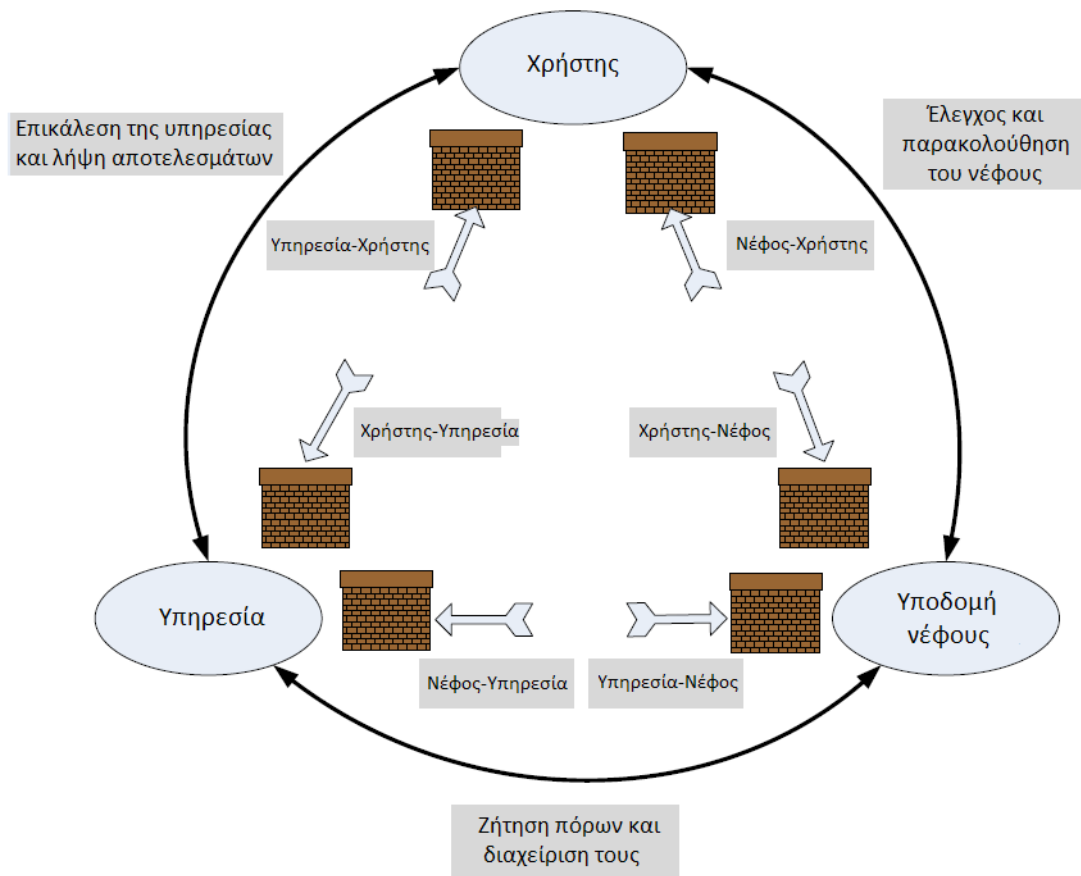 Χρήστης
Επικάλεση της υπηρεσίας
και λήψη αποτελεσμάτων
Έλεγχος και
παρακολούθηση
του νέφους
Υπηρεσία-Χρήστης
Νέφος-Χρήστης
Χρήστης-Υπηρεσία
Χρήστης-Νέφος
Υπηρεσία
Υποδομή
νέφους
Νέφος-Υπηρεσία
Υπηρεσία-Νέφος
Ζήτηση πόρων και
διαχείριση τους